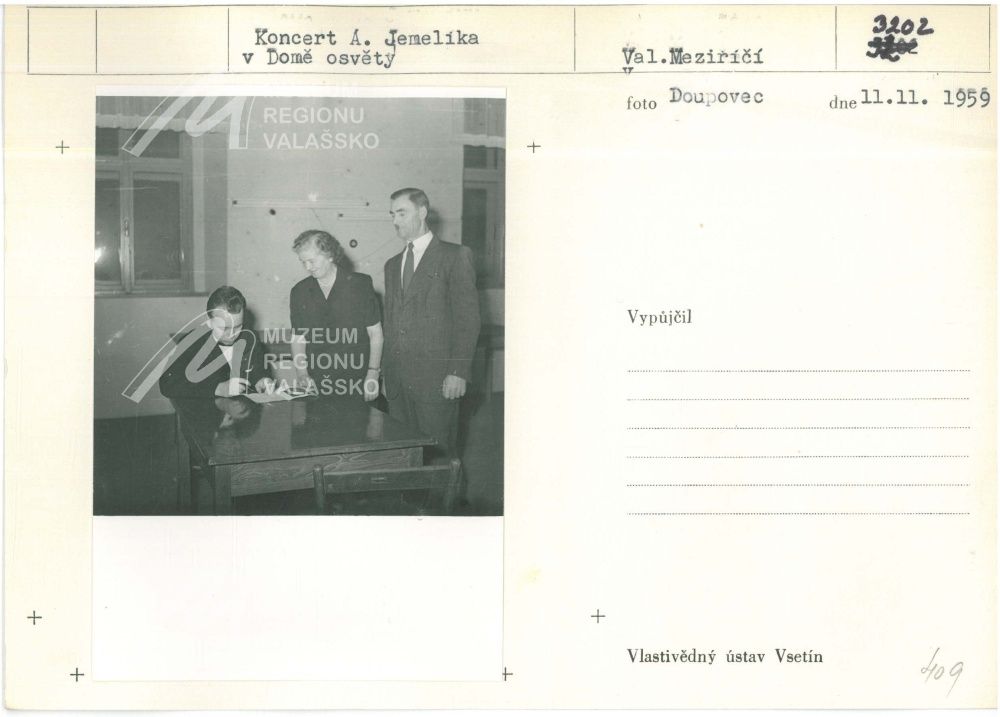 Koncert A. Jemelíka
v Domě osvěty
Val.Meziříčí
3202
foto Doupovec
dne 11.11. 1959
REGIONU
VALAŠSKO
MUZEUM
REGIONU
VALAŠSKO
Vypůjčil
Vlastivědný ústav Vsetín
409